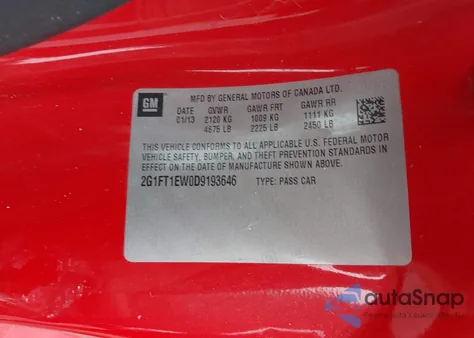 GM
MFD BY GENERAL MOTORS OF CANADA LTD.
DATE GVWR GAWR FRT GAWR RR
01/13 2120 KG 1009 KG 1111 KG
4675 LB 2225 LB 2450 LB
THIS VEHICLE CONFORMS TO ALL APPLICABLE U.S. FEDERAL MOTOR
VEHICLE SAFETY, BUMPER, AND THEFT PREVENTION STANDARDS IN
EFFECT ON THE DATE OF MANUFACTURE SHOWN ABOVE.
2G1FT1EW0D9193646 TYPE: PASS CAR
autaSnap